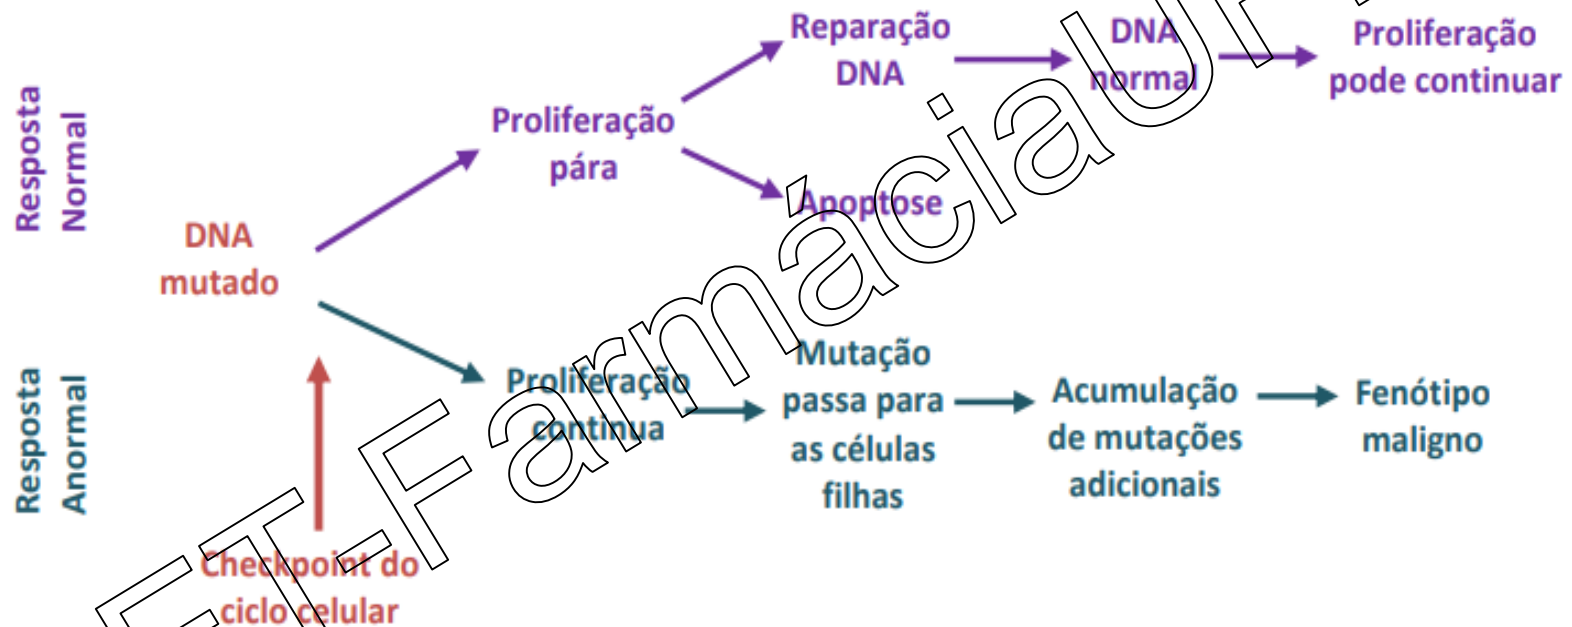 Resposta
Normal
Reparação
DNA
DNA
normal
Proliferação
pode continuar
Proliferação
pára
Apoptose
DNA
mutado
Resposta
Anormal
Proliferação
continua
Mutação
passa para
as células
filhas
Acumulação
de mutações
adicionais
Fenótipo
maligno
Checkpoint do
ciclo celular
ET-FarmáciaUF